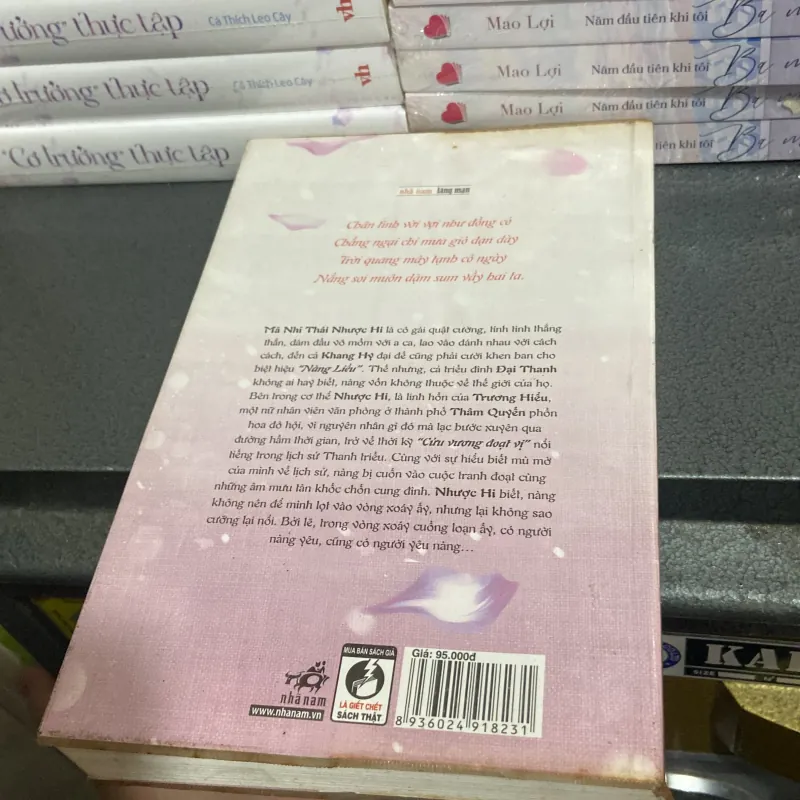 ưởng" thực tập
Cá Thích Leo Cây
vh
ơ trưởng" thực tập
Cá Thích Leo Cây
vh
"Cơ trưởng" thực tập
Mao Lợi
Năm đầu tiên khi tôi
Mao Lợi
Năm đầu tiên khi tôi
Mao Lợi
Năm đầu tiên khi tôi
tiên khi tôi
nhã nam lãng mạn
Chân tình vời vợi như đồng cỏ
Chẳng ngại chi mưa gió dạn dày
Trời quang mây tạnh có ngày
Nắng soi muôn dặm sum vầy hai ta.
Mã Nhĩ Thái Nhược Hi là cô gái quật cường, tính tình thẳng
thắn, dám đấu võ mồm với a ca, lao vào đánh nhau với cách
cách, đến cả Khang Hy đại đế cũng phải cười khen ban cho
biệt hiệu "Nàng Liều". Thế nhưng, cả triều đình Đại Thanh
không ai hay biết, nàng vốn không thuộc về thế giới của họ.
Bên trong cơ thể Nhược Hi, là linh hồn của Trương Hiểu,
một nữ nhân viên văn phòng ở thành phố Thâm Quyến phồn
hoa đô hội, vì nguyên nhân gì đó mà lạc bước xuyên qua
đường hầm thời gian, trở về thời kỳ "Cửu vương đoạt vị" nổi
tiếng trong lịch sử Thanh triều. Cùng với sự hiểu biết mù mờ
của mình về lịch sử, nàng bị cuốn vào cuộc tranh đoạt cùng
những âm mưu tàn khốc chốn cung đình. Nhược Hi biết, nàng
không nên để mình lọt vào vòng xoáy ấy, nhưng lại không sao
cưỡng lại nổi. Bởi lẽ, trong vòng xoáy cuồng loạn ấy, có người
nàng yêu, cũng có người yêu nàng...
nhã nam
www.nhanam.vn
MUA BÁN SÁCH GIẢ
LÀ GIẾT CHẾT
SÁCH THẬT
Giá: 95.000đ
8 936024 918231
SIZE